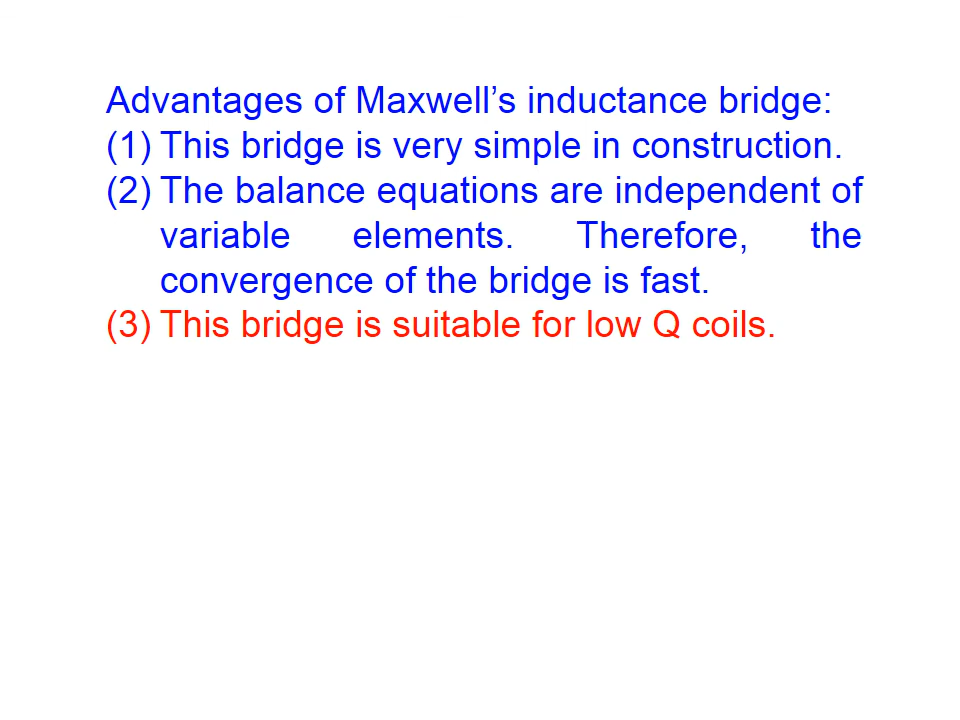 Advantages of Maxwell’s inductance bridge:
(1) This bridge is very simple in construction.
(2) The balance equations are independent of
variable elements. Therefore, the
convergence of the bridge is fast.
(3) This bridge is suitable for low Q coils.